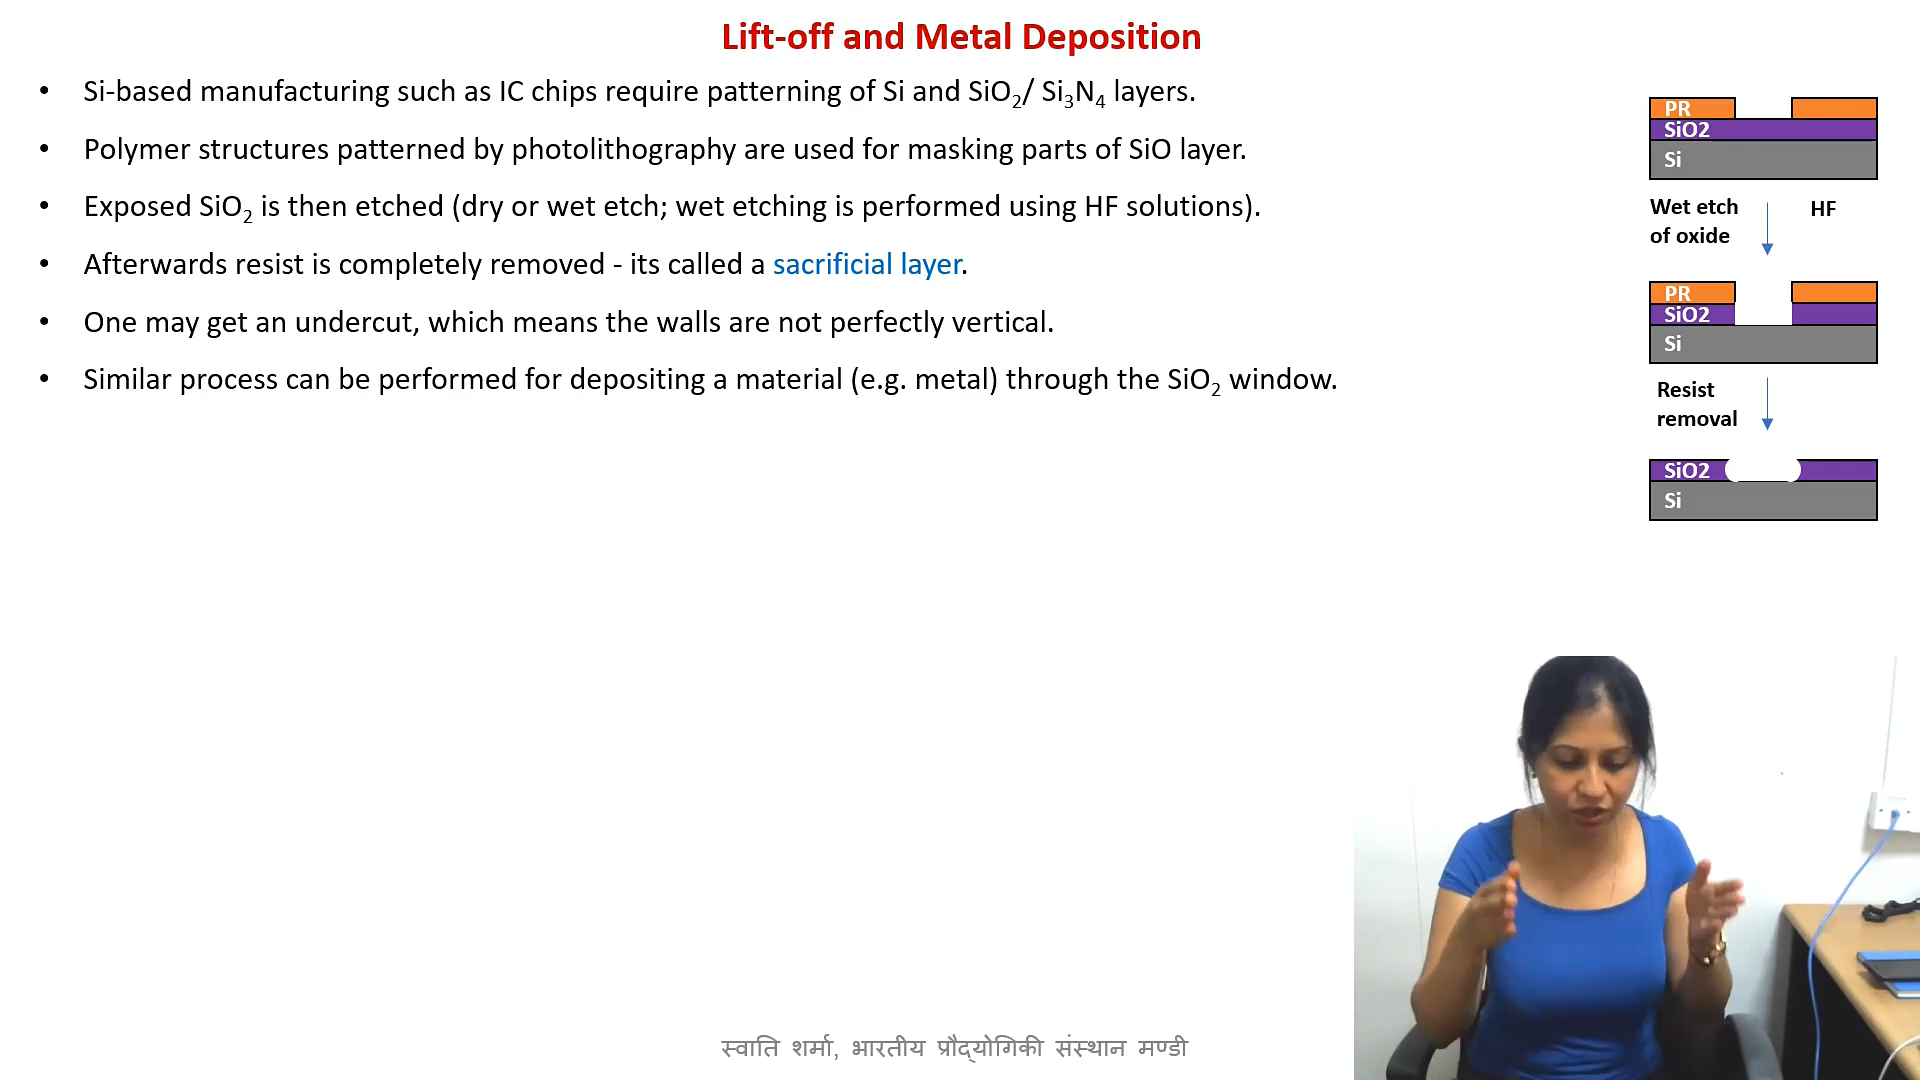 Lift-off and Metal Deposition
• Si-based manufacturing such as IC chips require patterning of Si and SiO₂/ Si₃N₄ layers.
• Polymer structures patterned by photolithography are used for masking parts of SiO layer.
• Exposed SiO₂ is then etched (dry or wet etch; wet etching is performed using HF solutions).
• Afterwards resist is completely removed - its called a sacrificial layer.
• One may get an undercut, which means the walls are not perfectly vertical.
• Similar process can be performed for depositing a material (e.g. metal) through the SiO₂ window.
PR
SiO2
Si
Wet etch
of oxide
HF
PR
SiO2
Si
Resist
removal
SiO2
Si
स्वाति शर्मा, भारतीय प्रौद्योगिकी संस्थान मण्डी